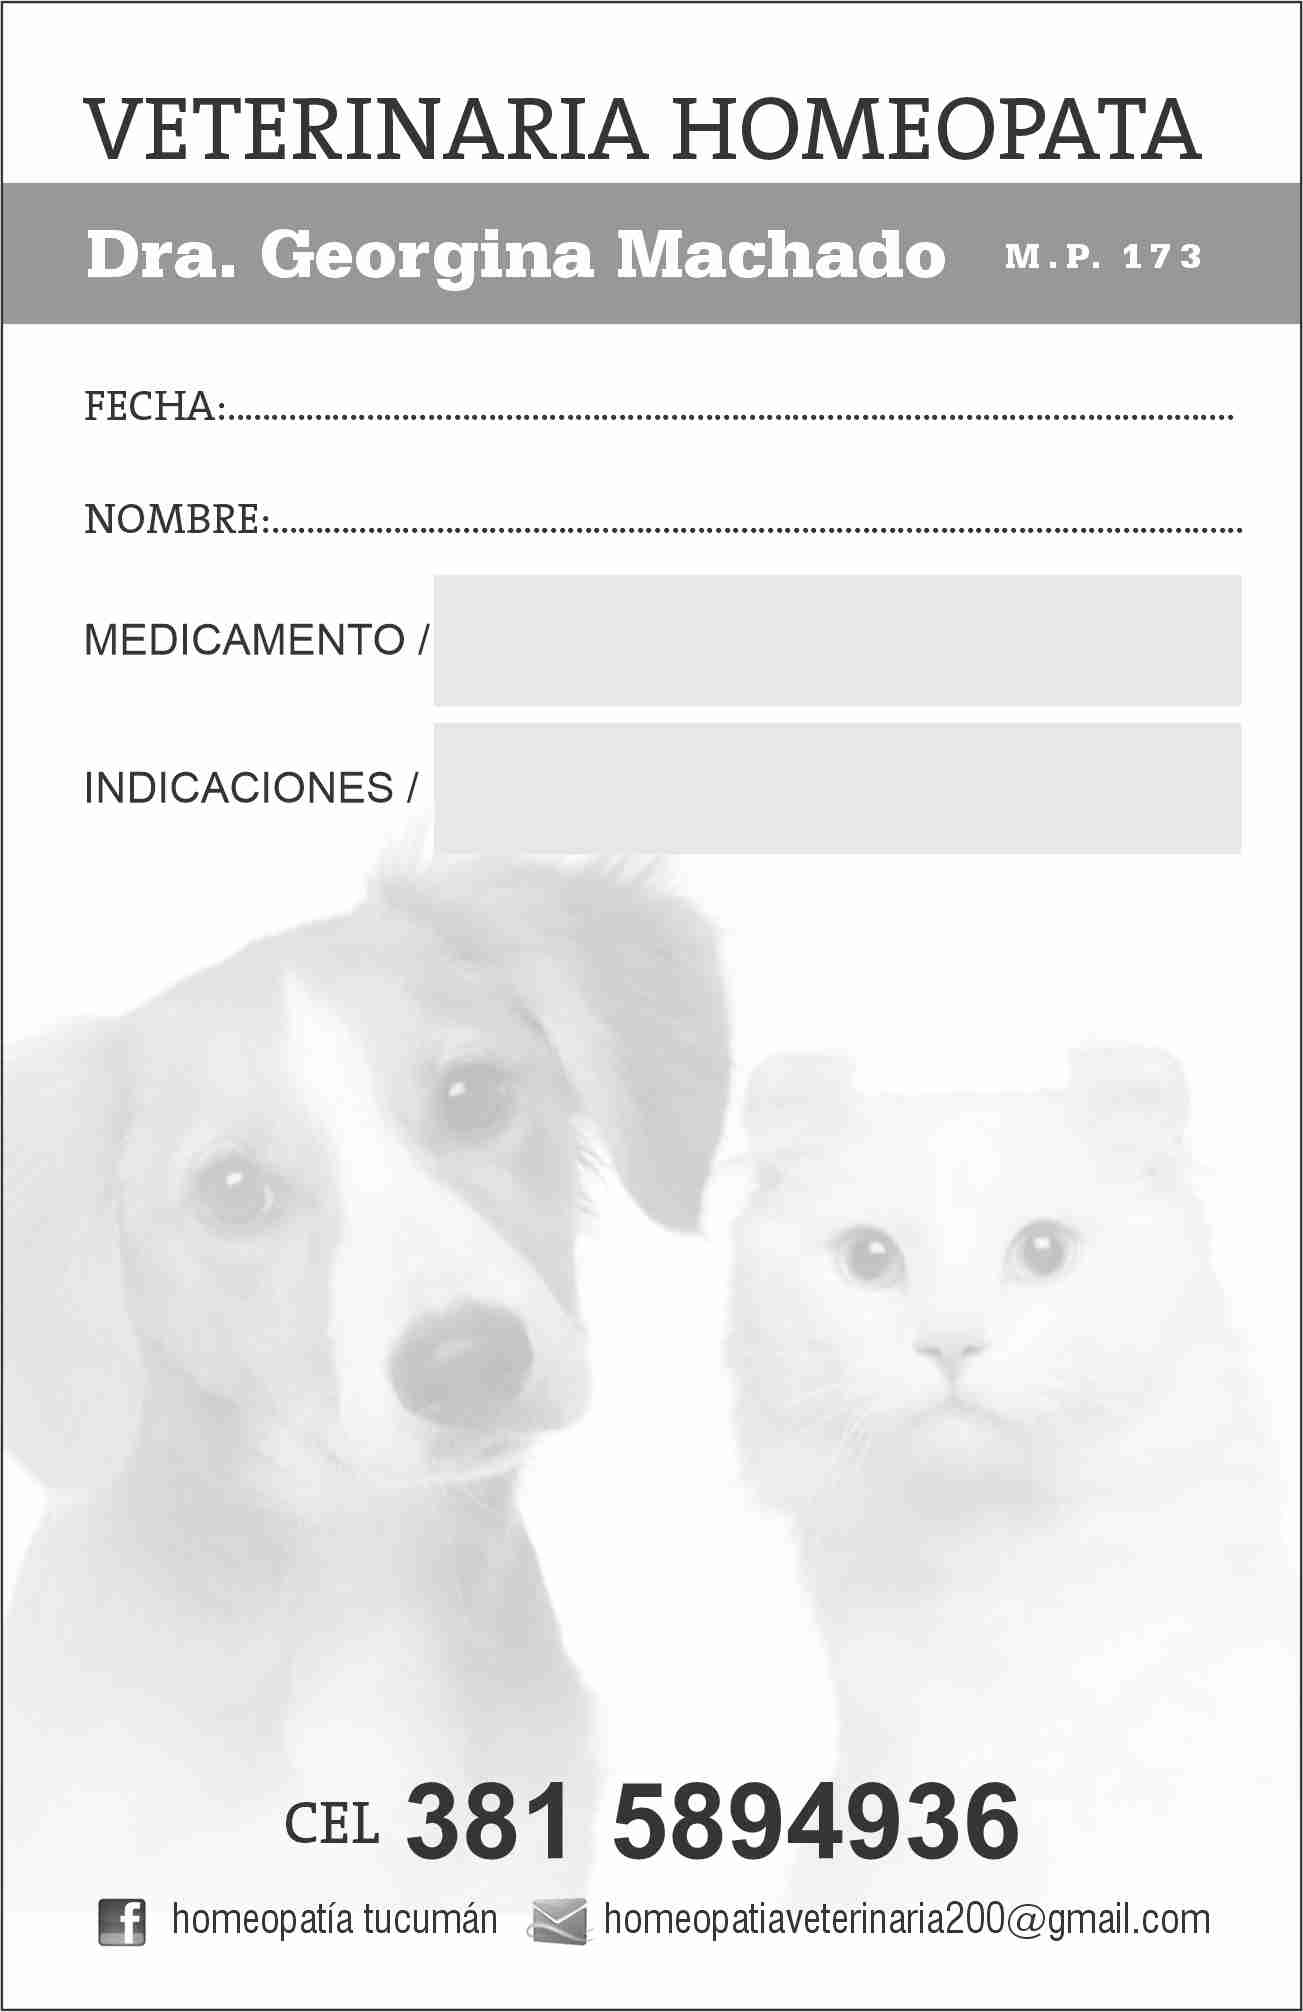 VETERINARIA HOMEOPATA
Dra. Georgina Machado M.P. 173
FECHA:..........................................................................................................
NOMBRE:......................................................................................................
MEDICAMENTO /
INDICACIONES /
CEL 381 5894936
f homeopatía tucumán homeopatiaveterinaria200@gmail.com